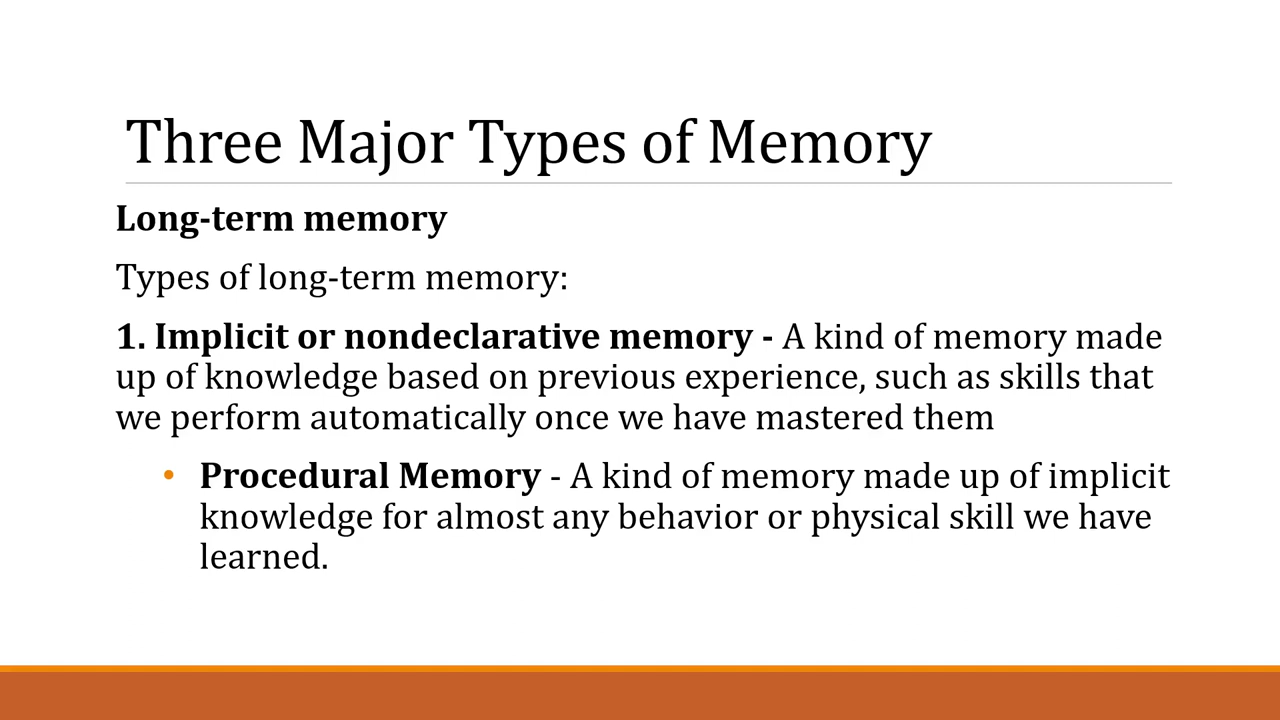 Three Major Types of Memory
Long-term memory
Types of long-term memory:
1. Implicit or nondeclarative memory - A kind of memory made
up of knowledge based on previous experience, such as skills that
we perform automatically once we have mastered them
• Procedural Memory - A kind of memory made up of implicit
knowledge for almost any behavior or physical skill we have
learned.